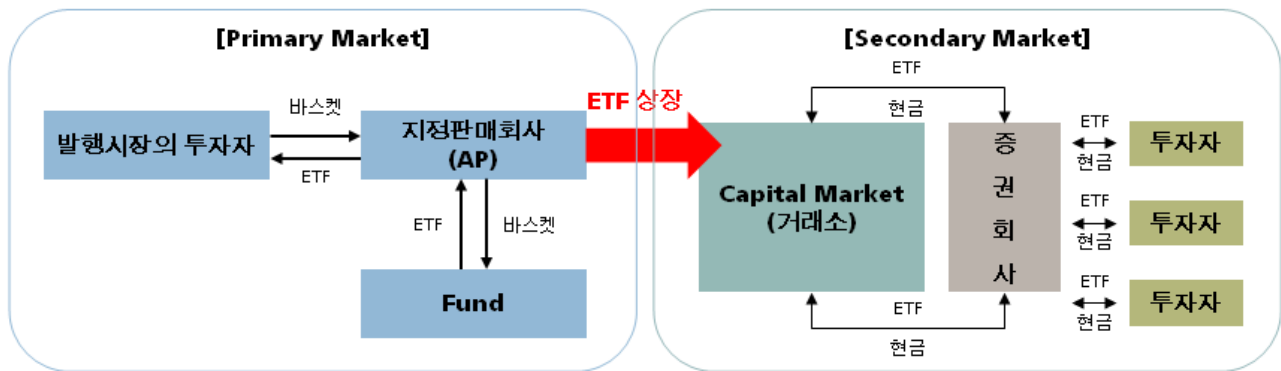 [Primary Market]
바스켓
발행시장의 투자자
지정판매회사
(AP)
ETF
ETF
바스켓
Fund
ETF 상장
[Secondary Market]
ETF
현금
Capital Market
(거래소)
증
권
회
사
ETF
현금
투자자
ETF
현금
투자자
ETF
현금
투자자
ETF
현금